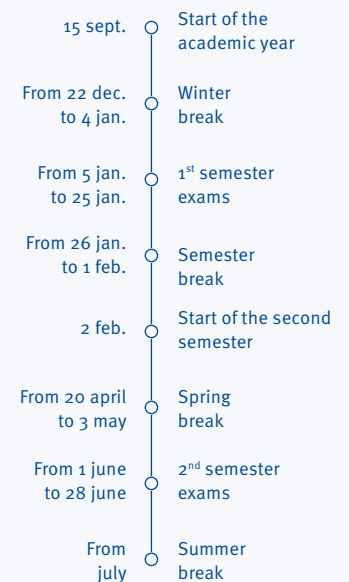 15 sept.
Start of the
academic year
From 22 dec.
to 4 jan.
Winter
break
From 5 jan.
to 25 jan.
1st semester
exams
From 26 jan.
to 1 feb.
Semester
break
2 feb.
Start of the second
semester
From 20 april
to 3 may
Spring
break
From 1 june
to 28 june
2nd semester
exams
From
july
Summer
break